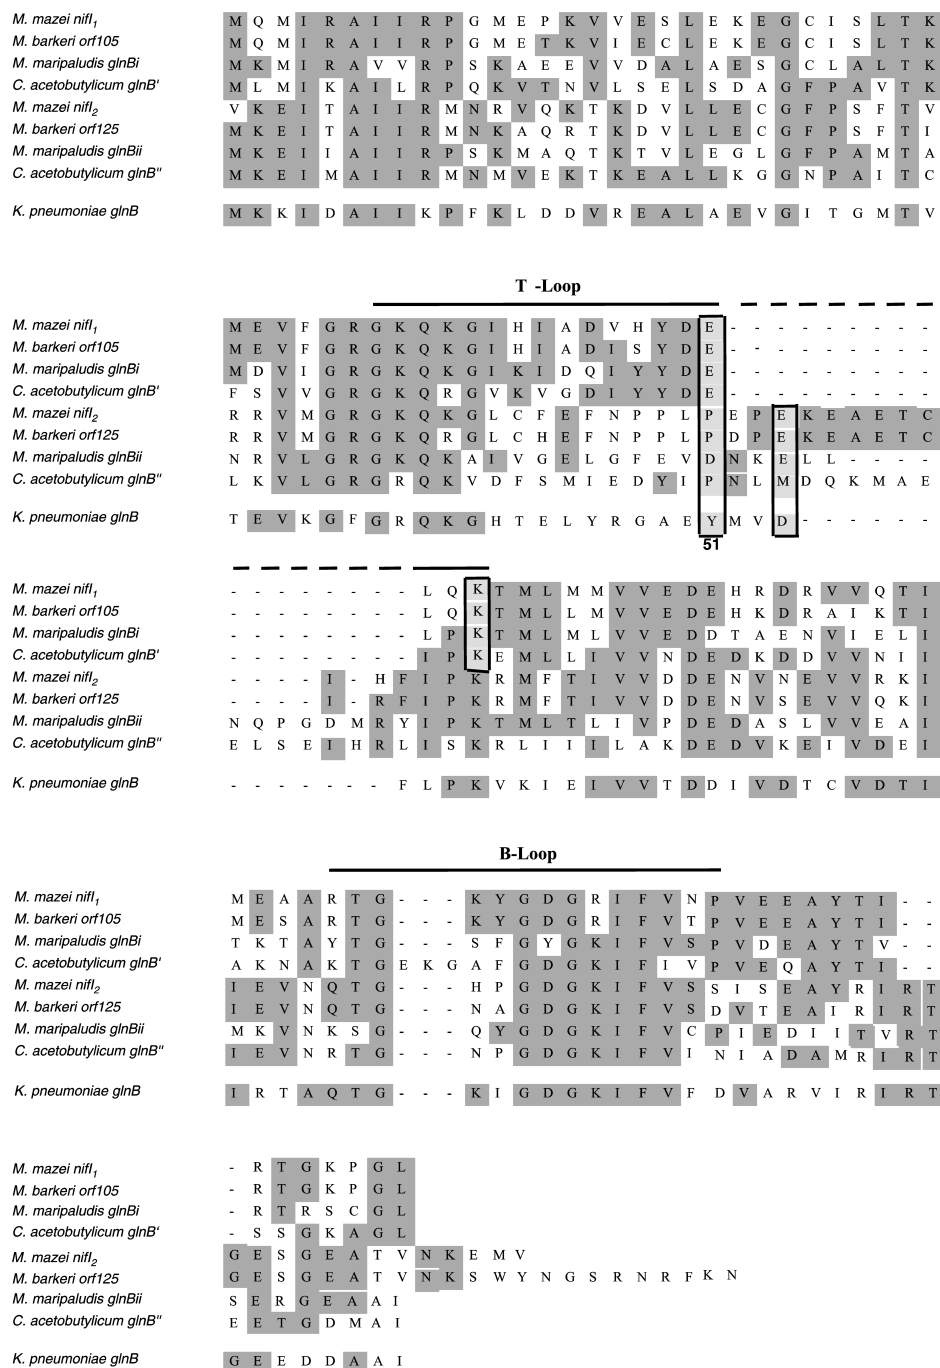 M. mazei nifI1 M Q M I R A I I R P G M E P K V V E S L E K E G C I S L T K
M. barkeri orf105 M Q M I R A I I R P G M E T K V I E C L E K E G C I S L T K
M. maripaludis glnBi M K M I R A V V R P S K A E E V V D A L A E S G C L A L T K
C. acetobutylicum glnB' M L M I K A I L R P Q K V T N V L S E L S D A G F P A V T K
M. mazei nifI2 V K E I T A I I R M N R V Q K T K D V L L E C G F P S F T V
M. barkeri orf125 M K E I T A I I R M N K A Q R T K D V L L E C G F P S F T I
M. maripaludis glnBii M K E I I A I I R P S K M A Q T K T V L E G L G F P A M T A
C. acetobutylicum glnB" M K E I M A I I R M N M V E K T K E A L L K G G N P A I T C
K. pneumoniae glnB M K K I D A I I K P F K L D D V R E A L A E V G I T G M T V
T -Loop
M. mazei nifI1 M E V F G R G K Q K G I H I A D V H Y D E - - - - - - - - -
M. barkeri orf105 M E V F G R G K Q K G I H I A D I S Y D E - - - - - - - - -
M. maripaludis glnBi M D V I G R G K Q K G I K I D Q I Y Y D E - - - - - - - - -
C. acetobutylicum glnB' F S V V G R G K Q R G V K V G D I Y Y D E - - - - - - - - -
M. mazei nifI2 R R V M G R G K Q K G L C F E F N P P L P E P E K E A E T C
M. barkeri orf125 R R V M G R G K Q R G L C H E F N P P L P D P E K E A E T C
M. maripaludis glnBii N R V L G R G K Q K A I V G E L G F E V D N K E L L - - - -
C. acetobutylicum glnB" L K V L G R G R Q K V D F S M I E D Y I P N L M D Q K M A E
K. pneumoniae glnB T E V K G F G R Q K G H T E L Y R G A E Y M V D - - - - - -
51
M. mazei nifI1 - - - - - - - - L Q K T M L M M V V E D E H R D R V V Q T I
M. barkeri orf105 - - - - - - - - L Q K T M L L M V V E D E H K D R A I K T I
M. maripaludis glnBi - - - - - - - - L P K T M L M L V V E D D T A E N V I E L I
C. acetobutylicum glnB' - - - - - - - - I P K E M L L I V V N D E D K D D V V N I I
M. mazei nifI2 - - - - I - H F I P K R M F T I V V D D E N V N E V V R K I
M. barkeri orf125 - - - - I - R F I P K R M F T I V V D D E N V S E V V Q K I
M. maripaludis glnBii N Q P G D M R Y I P K T M L T L I V P D E D A S L V V E A I
C. acetobutylicum glnB" E L S E I H R L I S K R L I I I L A K D E D V K E I V D E I
K. pneumoniae glnB - - - - - - - F L P K V K I E I V V T D D I V D T C V D T I
B-Loop
M. mazei nifI1 M E A A R T G - - - K Y G D G R I F V N P V E E A Y T I - -
M. barkeri orf105 M E S A R T G - - - K Y G D G R I F V T P V E E A Y T I - -
M. maripaludis glnBi T K T A Y T G - - - S F G Y G K I F V S P V D E A Y T V - -
C. acetobutylicum glnB' A K N A K T G E K G A F G D G K I F I V P V E Q A Y T I - -
M. mazei nifI2 I E V N Q T G - - - H P G D G K I F V S S I S E A Y R I R T
M. barkeri orf125 I E V N Q T G - - - N A G D G K I F V S D V T E A I R I R T
M. maripaludis glnBii M K V N K S G - - - Q Y G D G K I F V C P I E D I I T V R T
C. acetobutylicum glnB" I E V N R T G - - - N P G D G K I F V I N I A D A M R I R T
K. pneumoniae glnB I R T A Q T G - - - K I G D G K I F V F D V A R V I R I R T
M. mazei nifI1 - R T G K P G L
M. barkeri orf105 - R T G K P G L
M. maripaludis glnBi - R T R S C G L
C. acetobutylicum glnB' - S S G K A G L
M. mazei nifI2 G E S G E A T V N K E M V
M. barkeri orf125 G E S G E A T V N K S W Y N G S R N R F K N
M. maripaludis glnBii S E R G E A A I
C. acetobutylicum glnB" E E T G D M A I
K. pneumoniae glnB G E E D D A A I